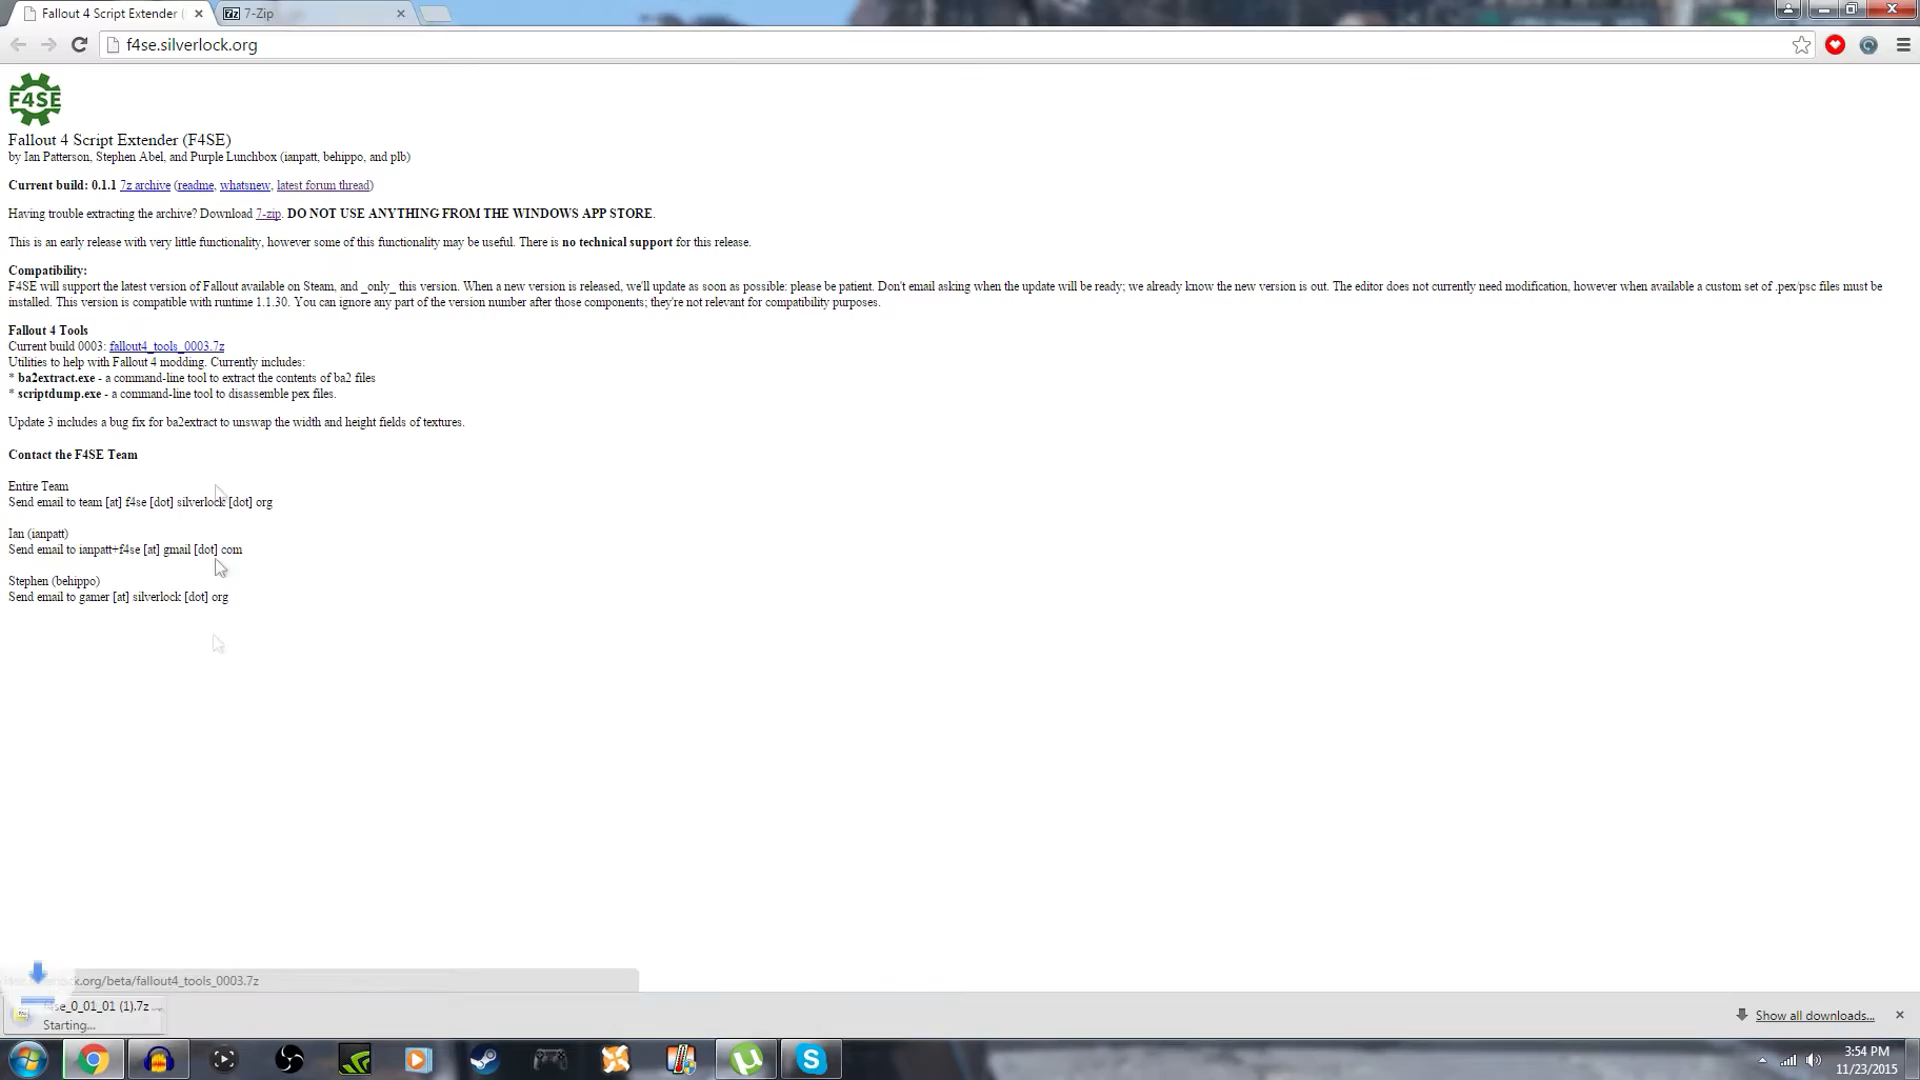 Fallout 4 Script Extender (
7-Zip
f4se.silverlock.org
F4SE
Fallout 4 Script Extender (F4SE)
by Ian Patterson, Stephen Abel, and Purple Lunchbox (ianpatt, behippo, and plb)
Current build: 0.1.1 7z archive (readme, whatsnew, latest forum thread)
Having trouble extracting the archive? Download 7-zip. DO NOT USE ANYTHING FROM THE WINDOWS APP STORE.
This is an early release with very little functionality, however some of this functionality may be useful. There is no technical support for this release.
Compatibility:
F4SE will support the latest version of Fallout available on Steam, and _only_ this version. When a new version is released, we'll update as soon as possible: please be patient. Don't email asking when the update will be ready; we already know the new version is out. The editor does not currently need modification, however when available a custom set of .pex/psc files must be
installed. This version is compatible with runtime 1.1.30. You can ignore any part of the version number after those components; they're not relevant for compatibility purposes.
Fallout 4 Tools
Current build 0003: fallout4_tools_0003.7z
Utilities to help with Fallout 4 modding. Currently includes:
* ba2extract.exe - a command-line tool to extract the contents of ba2 files
* scriptdump.exe - a command-line tool to disassemble pex files.
Update 3 includes a bug fix for ba2extract to unswap the width and height fields of textures.
Contact the F4SE Team
Entire Team
Send email to team [at] f4se [dot] silverlock [dot] org
Ian (ianpatt)
Send email to ianpatt+f4se [at] gmail [dot] com
Stephen (behippo)
Send email to gamer [at] silverlock [dot] org
ck.org/beta/fallout4_tools_0003.7z
f4se_0_01_01 (1).7z
Starting...
Show all downloads...
3:54 PM
11/23/2015